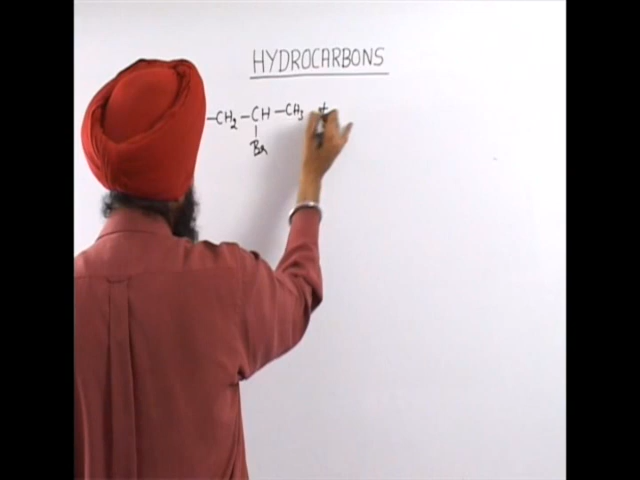 HYDROCARBONS
–CH₂ –CH –CH₃ +
|
Br